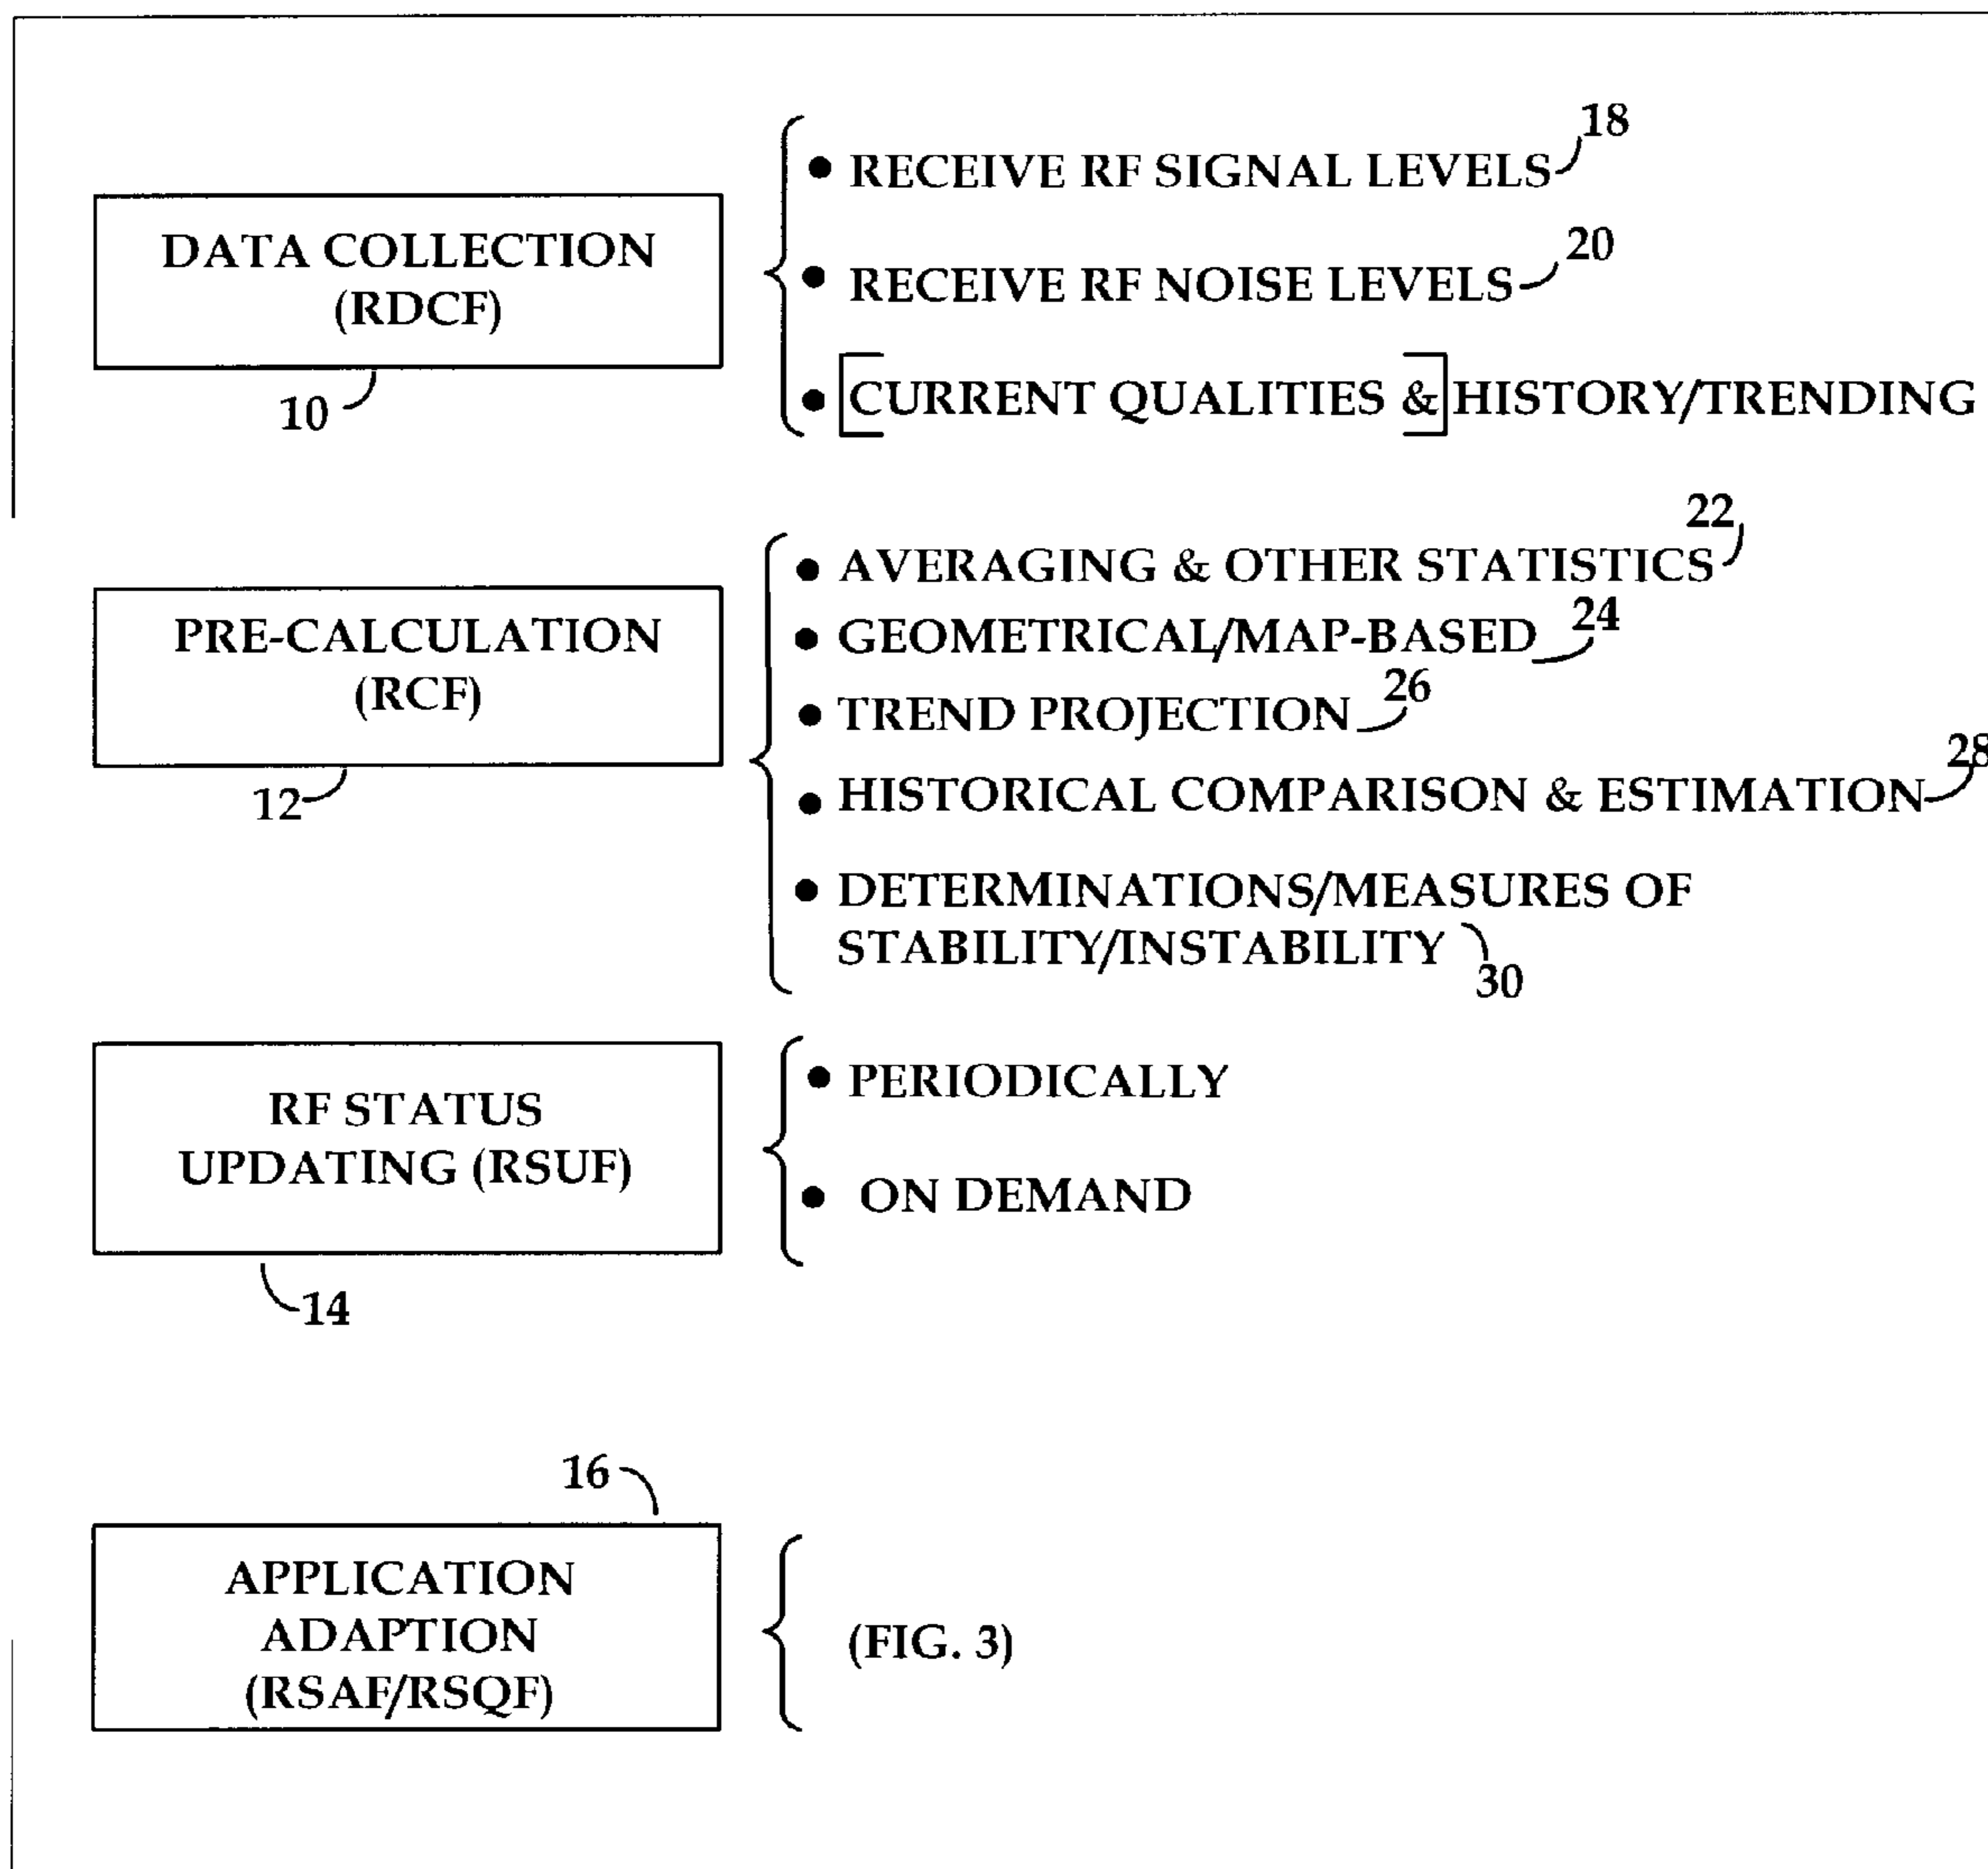 18
• RECEIVE RF SIGNAL LEVELS
DATA COLLECTION
(RDCF)
10
20
• RECEIVE RF NOISE LEVELS
• [CURRENT QUALITIES &] HISTORY/TRENDING
22
• AVERAGING & OTHER STATISTICS
PRE-CALCULATION
(RCF)
12
24
• GEOMETRICAL/MAP-BASED
26
• TREND PROJECTION
28
• HISTORICAL COMPARISON & ESTIMATION
• DETERMINATIONS/MEASURES OF
STABILITY/INSTABILITY
30
RF STATUS
UPDATING (RSUF)
14
• PERIODICALLY
• ON DEMAND
16
APPLICATION
ADAPTION
(RSAF/RSQF)
(FIG. 3)